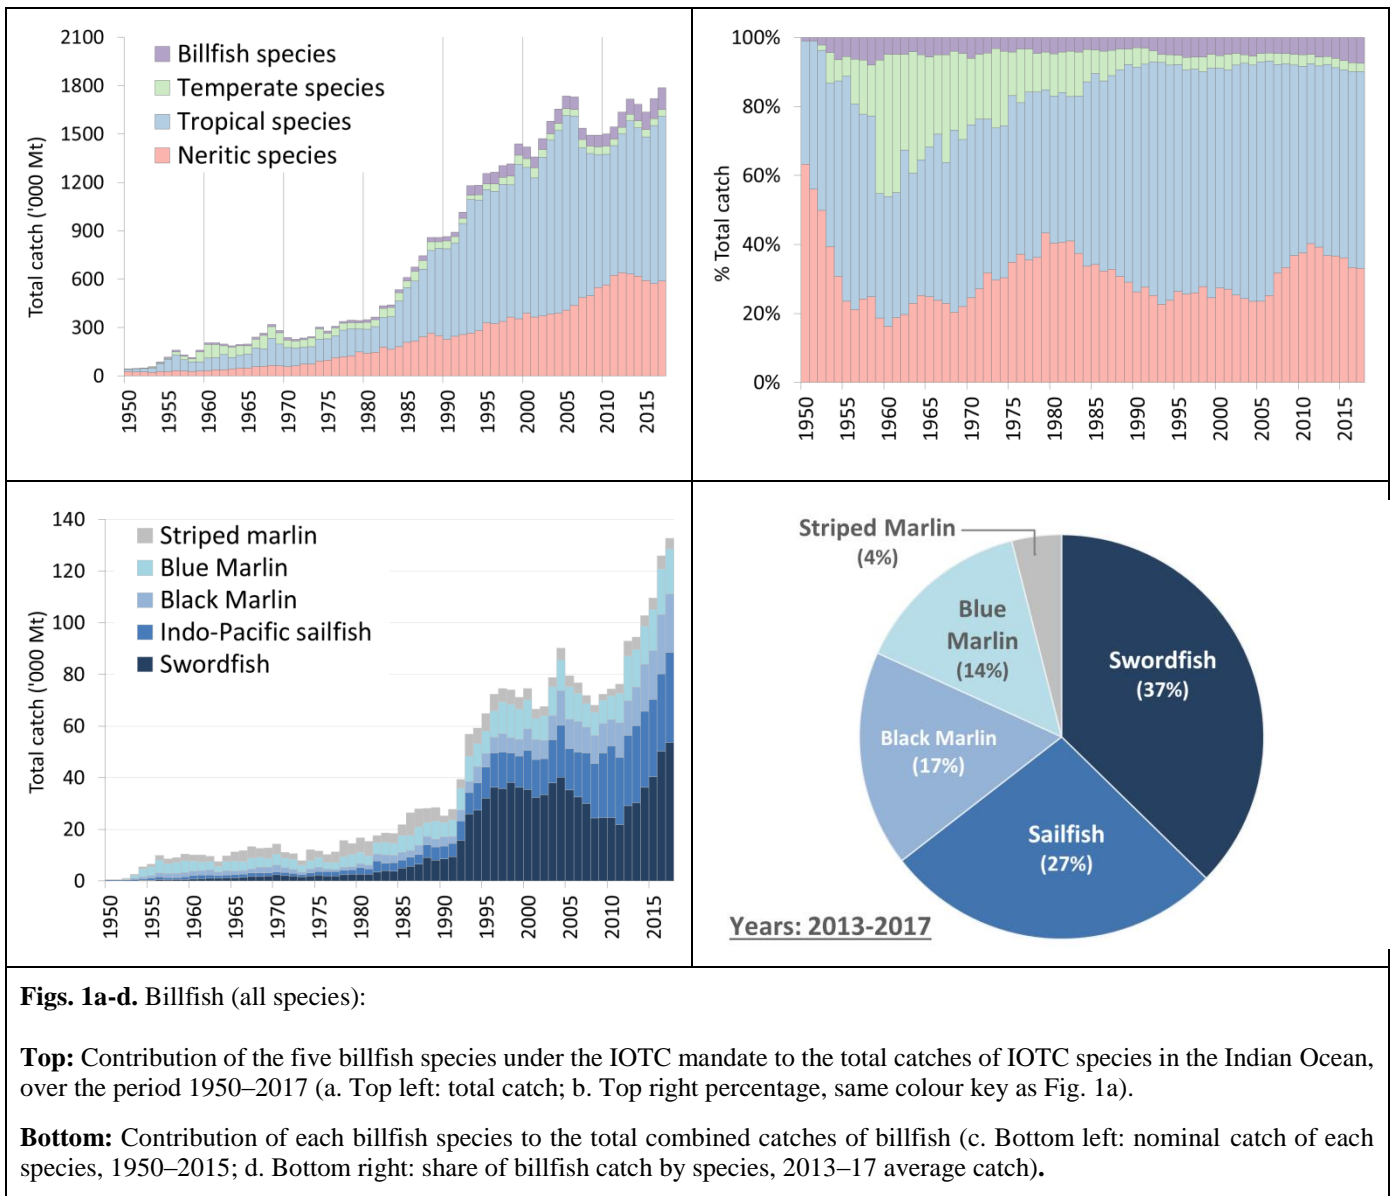 2100
1800
1500
1200
900
600
300
0
Total catch ('000 Mt)
Billfish species
Temperate species
Tropical species
Neritic species
1950
1955
1960
1965
1970
1975
1980
1985
1990
1995
2000
2005
2010
2015
100%
80%
60%
40%
20%
0%
% Total catch
1950
1955
1960
1965
1970
1975
1980
1985
1990
1995
2000
2005
2010
2015
140
120
100
80
60
40
20
0
Total catch ('000 Mt)
Striped marlin
Blue Marlin
Black Marlin
Indo-Pacific sailfish
Swordfish
1950
1955
1960
1965
1970
1975
1980
1985
1990
1995
2000
2005
2010
2015
Striped Marlin
(4%)
Blue
Marlin
(14%)
Swordfish
(37%)
Black Marlin
(17%)
Sailfish
(27%)
Years: 2013-2017
Figs. 1a-d. Billfish (all species):
Top: Contribution of the five billfish species under the IOTC mandate to the total catches of IOTC species in the Indian Ocean,
over the period 1950–2017 (a. Top left: total catch; b. Top right percentage, same colour key as Fig. 1a).
Bottom: Contribution of each billfish species to the total combined catches of billfish (c. Bottom left: nominal catch of each
species, 1950–2015; d. Bottom right: share of billfish catch by species, 2013–17 average catch).